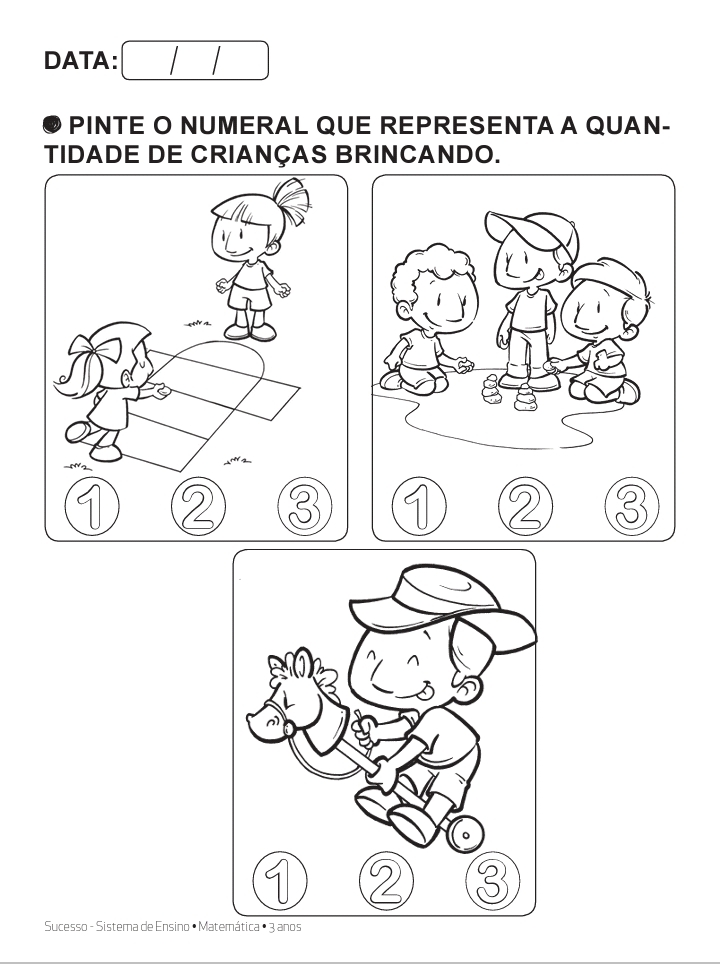 DATA: / /
● PINTE O NUMERAL QUE REPRESENTA A QUAN-
TIDADE DE CRIANÇAS BRINCANDO.
1 2 3
1 2 3
1 2 3
Sucesso - Sistema de Ensino • Matemática • 3 anos